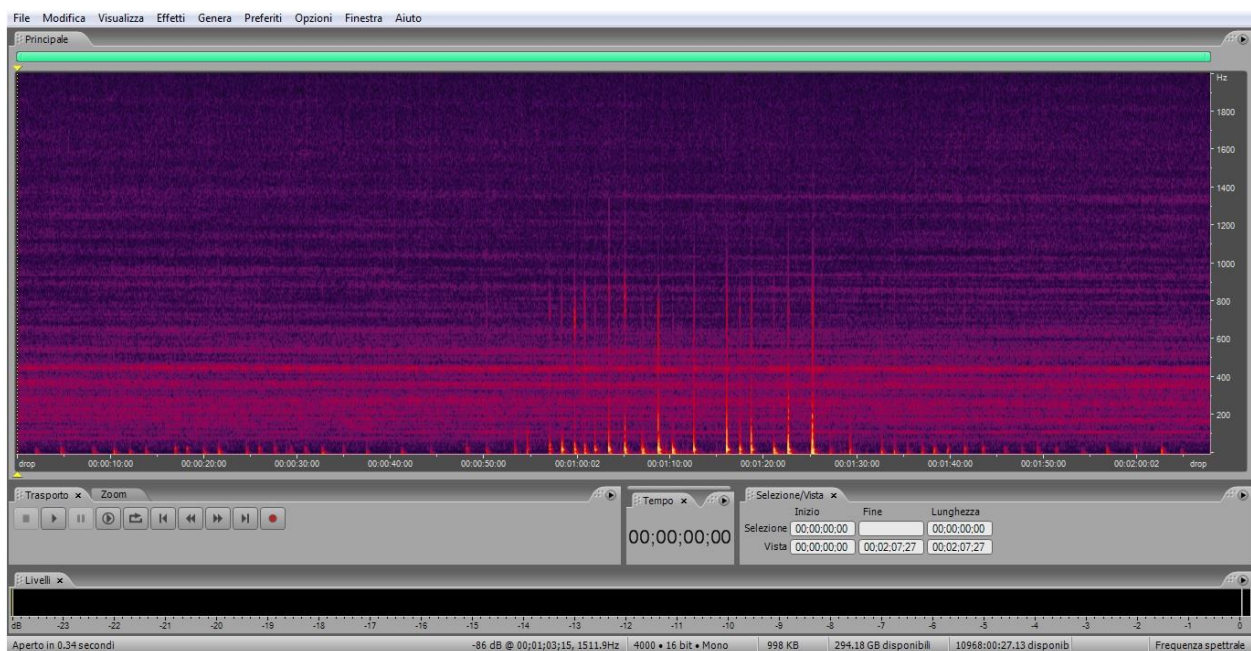 File Modifica Visualizza Effetti Genera Preferiti Opzioni Finestra Aiuto
Principale
Hz
1800
1600
1400
1200
1000
800
600
400
200
drop 00:00:10:00 00:00:20:00 00:00:30:00 00:00:40:00 00:00:50:00 00:01:00:02 00:01:10:00 00:01:20:00 00:01:30:00 00:01:40:00 00:01:50:00 00:02:00:02 drop
Trasporto Zoom
Tempo
00;00;00;00
Selezione/Vista
Inizio Fine Lunghezza
Selezione 00;00;00;00 00;00;00;00
Vista 00;00;00;00 00;02;07;27 00;02;07;27
Livelli
dB -23 -22 -21 -20 -19 -18 -17 -16 -15 -14 -13 -12 -11 -10 -9 -8 -7 -6 -5 -4 -3 -2 -1 0
Aperto in 0.34 secondi -86 dB @ 00;01;03;15, 1511.9Hz 4000 • 16 bit • Mono 998 KB 294.18 GB disponibili 10968:00:27.13 disponib Frequenza spettrale